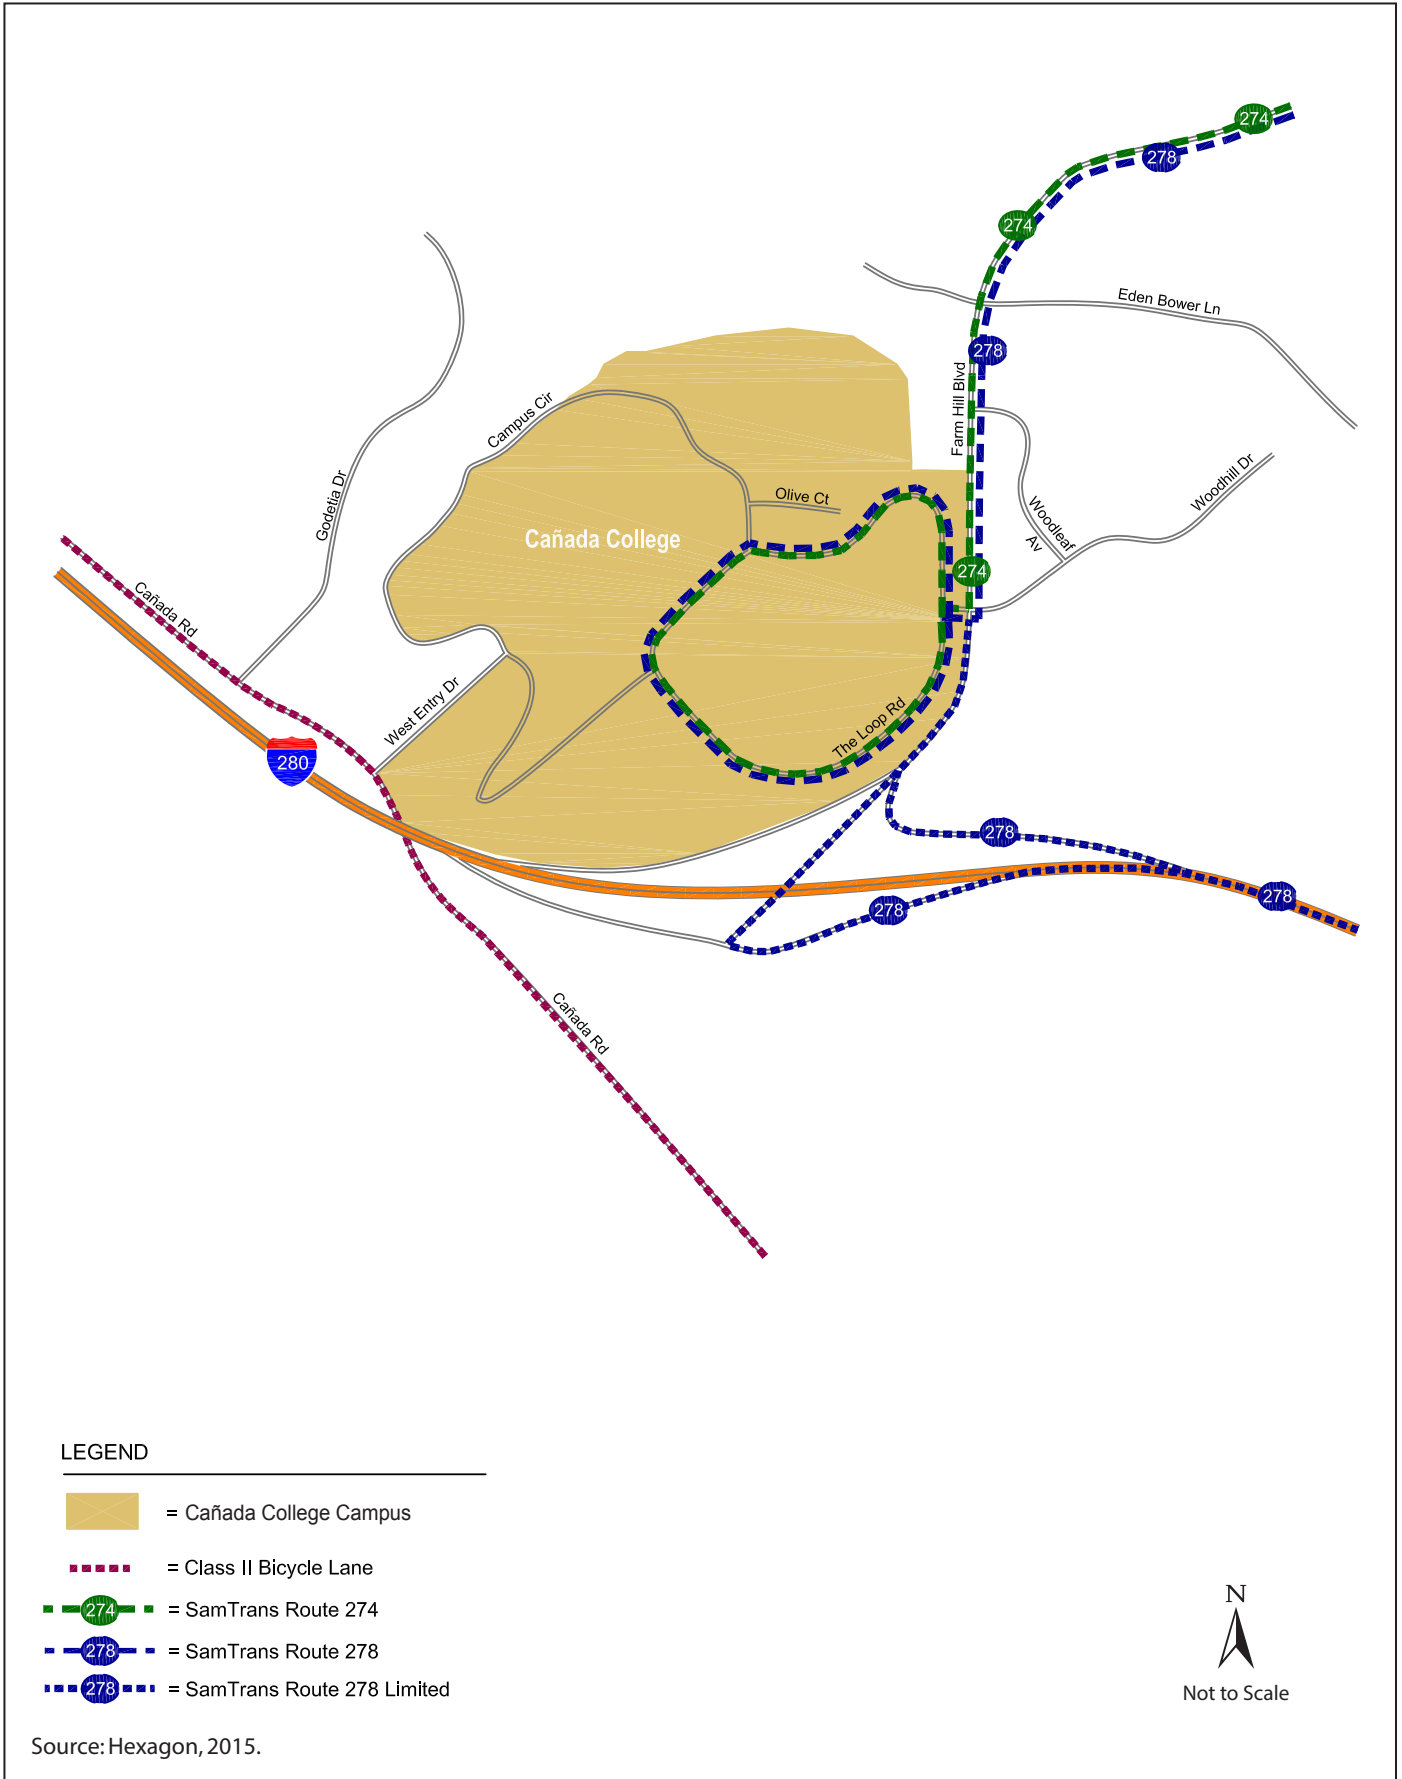 274
278
274
Eden Bower Ln
278
Farm Hill Blvd
Campus Cir
Godetia Dr
Olive Ct
Woodhill Dr
Woodleaf
Av
Cañada College
274
Cañada Rd
West Entry Dr
The Loop Rd
280
278
278
278
Cañada Rd
LEGEND
= Cañada College Campus
= Class II Bicycle Lane
274 = SamTrans Route 274
278 = SamTrans Route 278
278 = SamTrans Route 278 Limited
N
Not to Scale
Source: Hexagon, 2015.